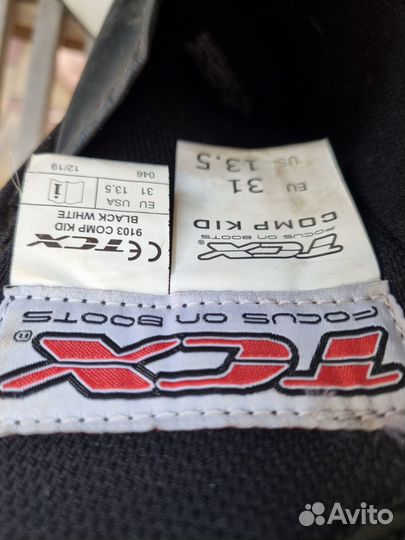 TCX®
FOCUS ON BOOTS
FOCUS ON BOOTS
TCX®
COMP KID
EU 31
US 13.5
CE TCX
9103 COMP KID
BLACK WHITE
i
EU USA
31 13.5
046 12/19
Avito